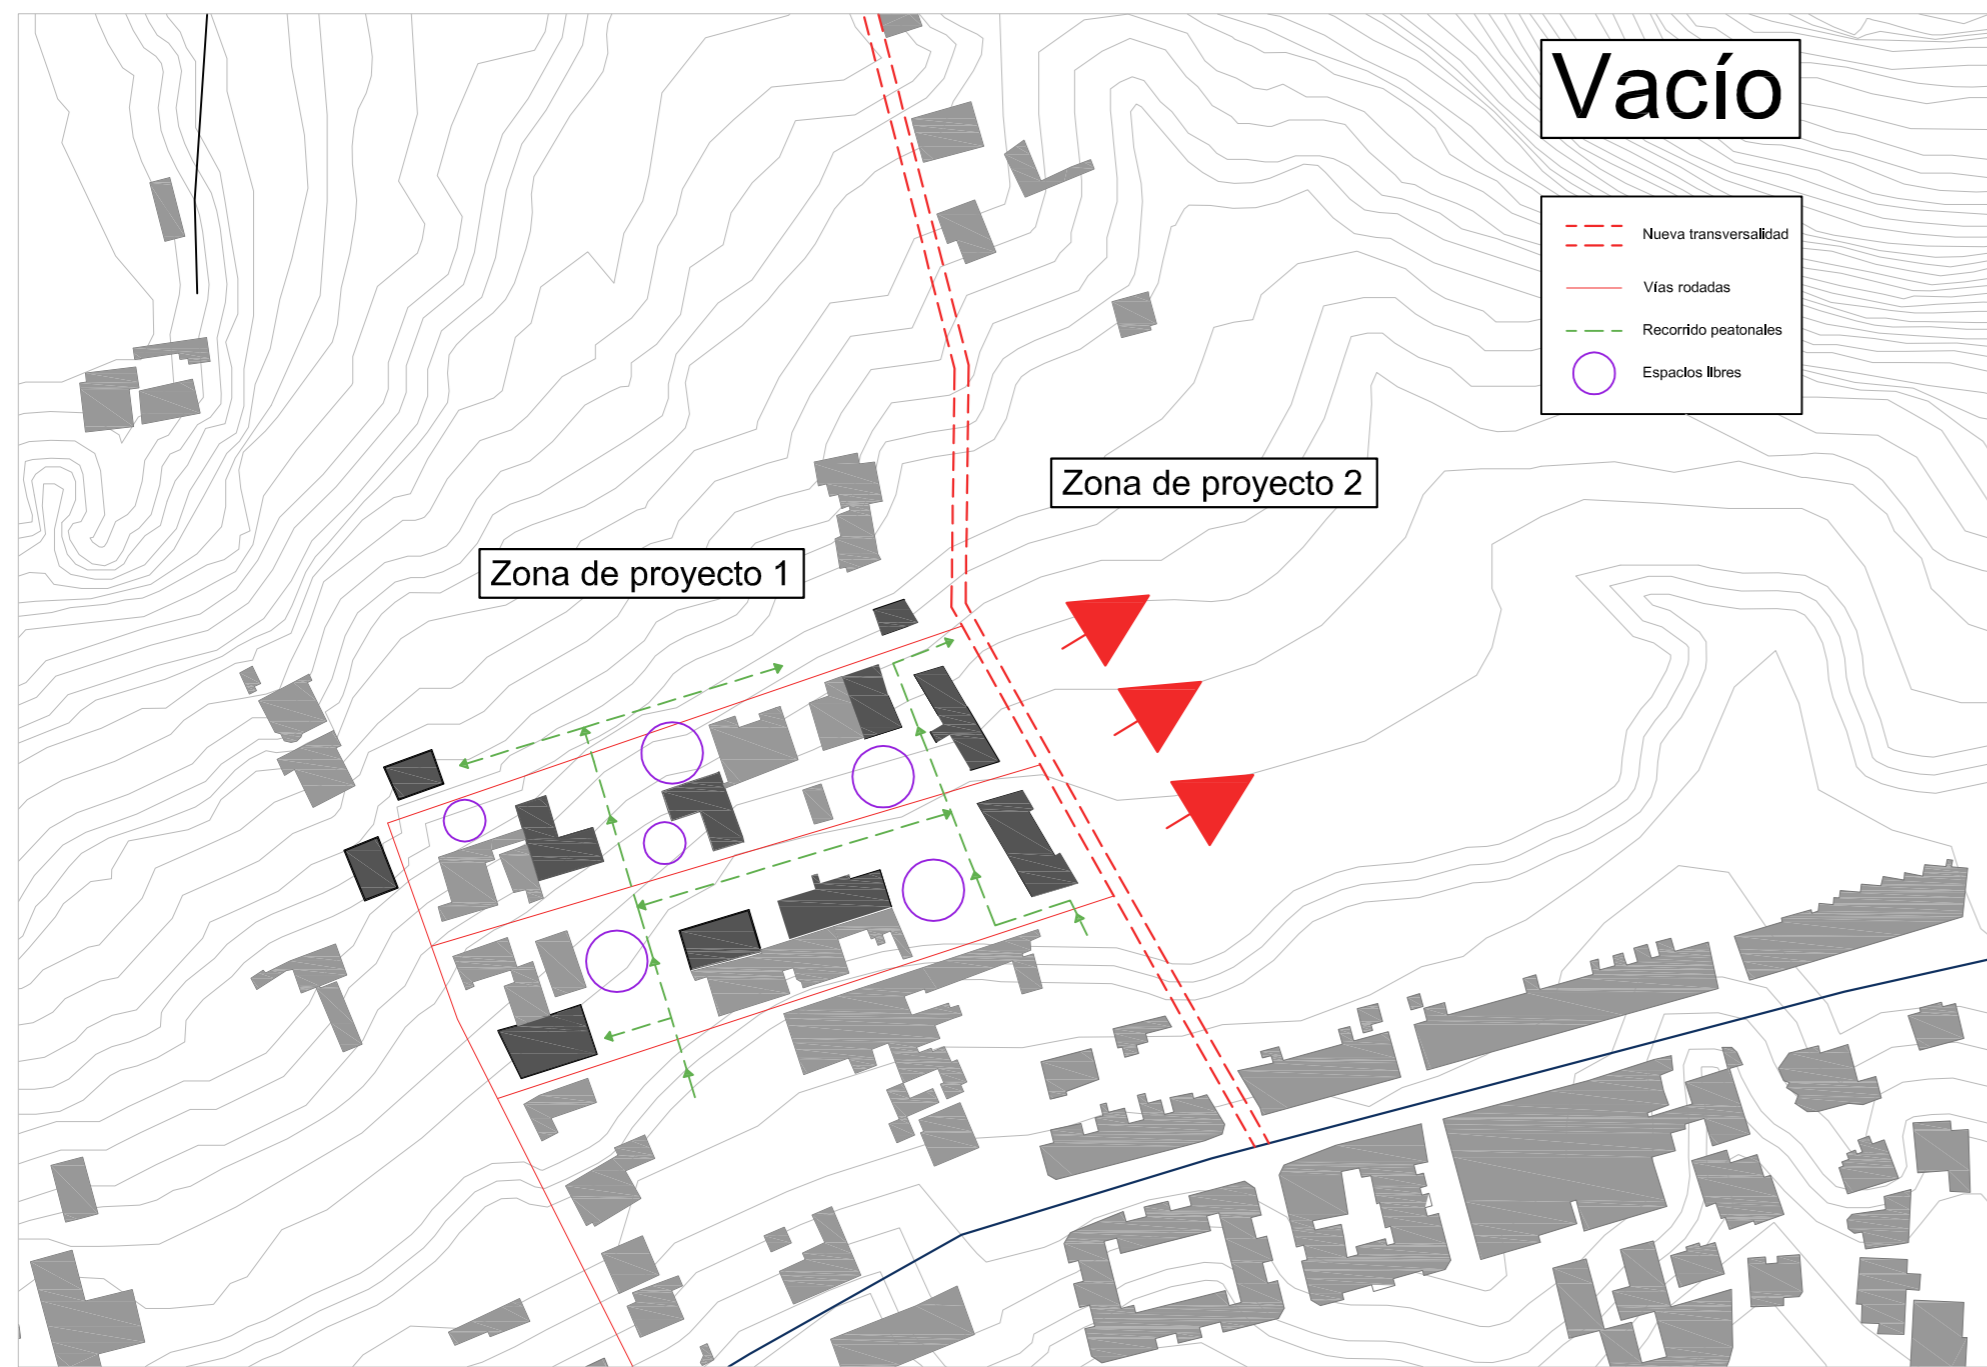 Vacío
Nueva transversalidad
Vías rodadas
Recorrido peatonales
Espacios libres
Zona de proyecto 2
Zona de proyecto 1